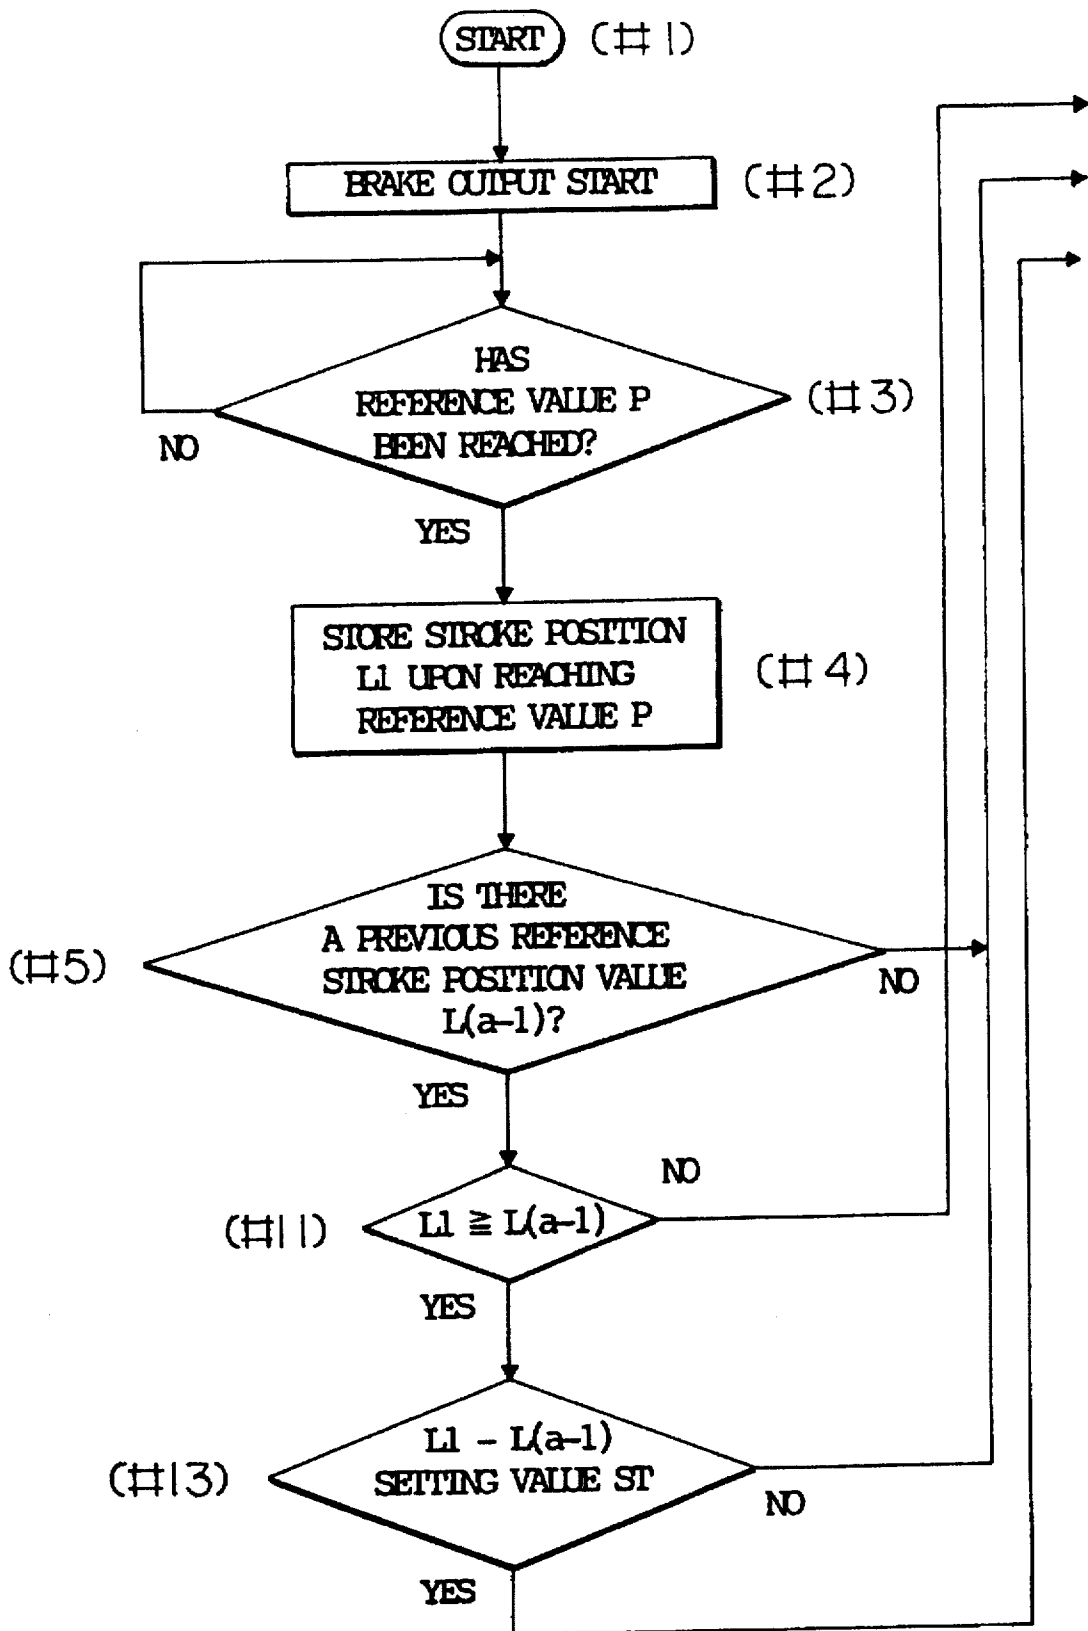 START (#1)
BRAKE OUTPUT START (#2)
HAS
REFERENCE VALUE P
BEEN REACHED?
(#3)
NO
YES
STORE STROKE POSITION
L1 UPON REACHING
REFERENCE VALUE P
(#4)
IS THERE
A PREVIOUS REFERENCE
STROKE POSITION VALUE
L(a-1)?
(#5)
NO
YES
NO
(#11)
L1 ≧ L(a-1)
YES
L1 - L(a-1)
SETTING VALUE ST
(#13)
NO
YES